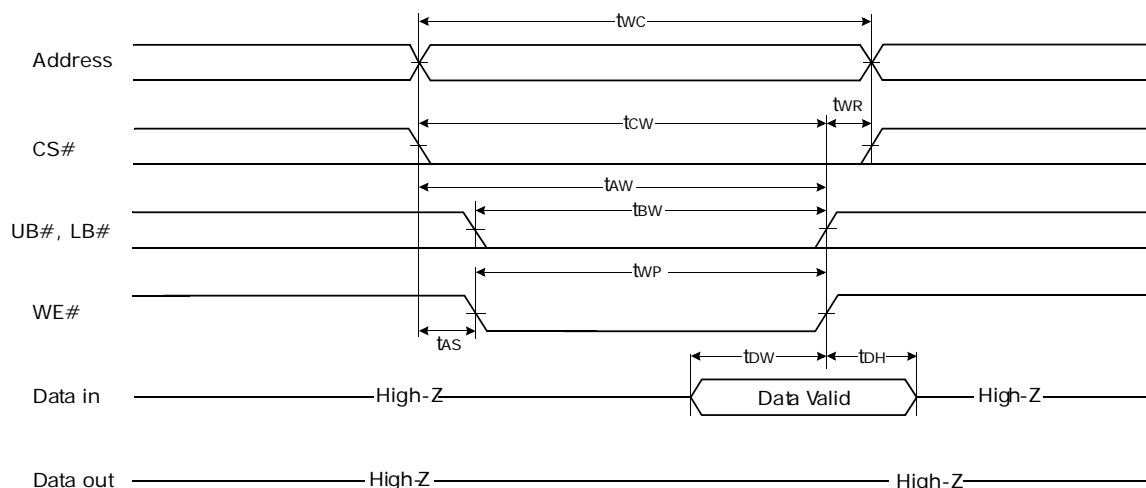 tWC
Address
tWR
tCW
CS#
tAW
tBW
UB#, LB#
tWP
WE#
tAS
tDW
tDH
Data in
High-Z
Data Valid
High-Z
Data out
High-Z
High-Z